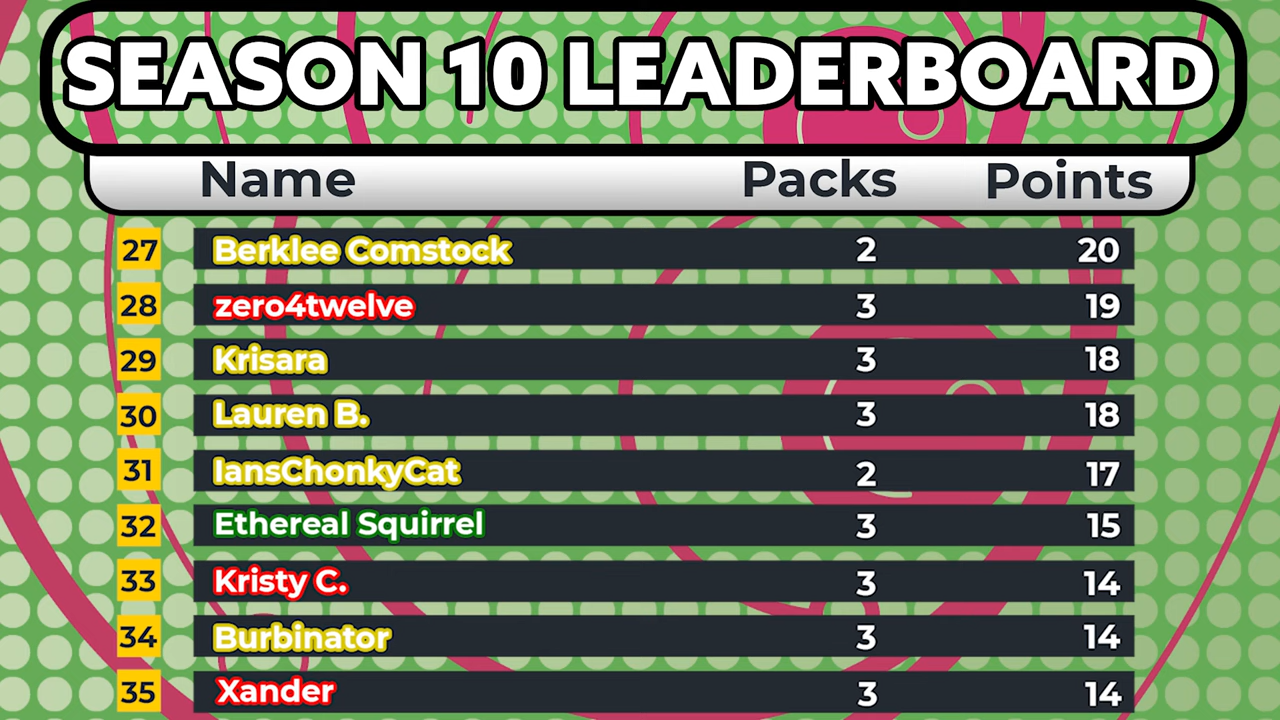 SEASON 10 LEADERBOARD
Name Packs Points
27 Berklee Comstock 2 20
28 zero4twelve 3 19
29 Krisara 3 18
30 Lauren B. 3 18
31 IansChonkyCat 2 17
32 Ethereal Squirrel 3 15
33 Kristy C. 3 14
34 Burbinator 3 14
35 Xander 3 14